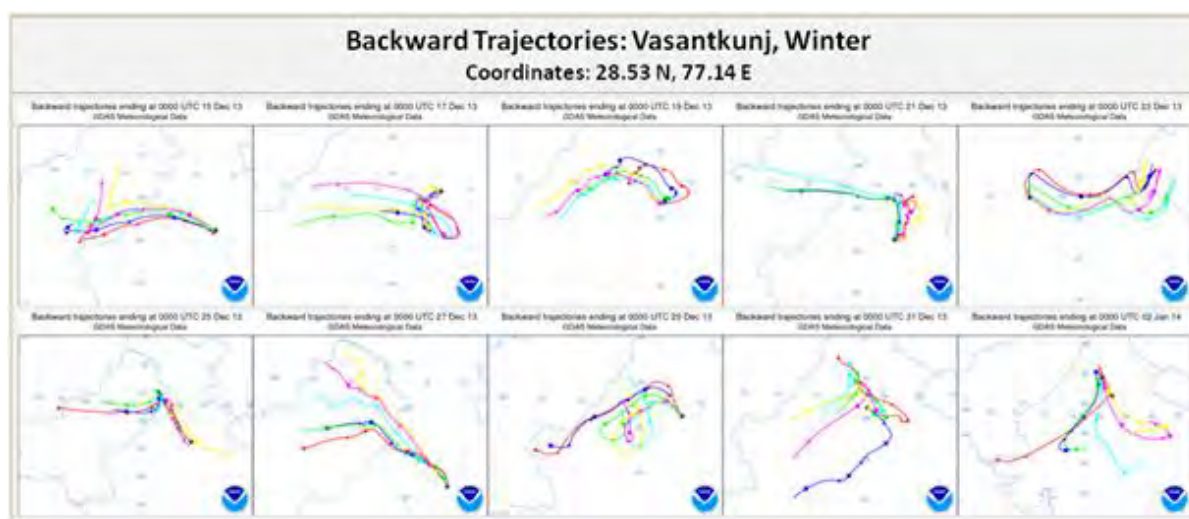 Backward Trajectories: Vasantkunj, Winter
Coordinates: 28.53 N, 77.14 E
Backward trajectories ending at 0000 UTC 15 Dec 13
GDAS Meteorological Data
Backward trajectories ending at 0000 UTC 17 Dec 13
GDAS Meteorological Data
Backward trajectories ending at 0000 UTC 19 Dec 13
GDAS Meteorological Data
Backward trajectories ending at 0000 UTC 21 Dec 13
GDAS Meteorological Data
Backward trajectories ending at 0000 UTC 23 Dec 13
GDAS Meteorological Data
Backward trajectories ending at 0000 UTC 25 Dec 13
GDAS Meteorological Data
Backward trajectories ending at 0000 UTC 27 Dec 13
GDAS Meteorological Data
Backward trajectories ending at 0000 UTC 29 Dec 13
GDAS Meteorological Data
Backward trajectories ending at 0000 UTC 31 Dec 13
GDAS Meteorological Data
Backward trajectories ending at 0000 UTC 02 Jan 14
GDAS Meteorological Data